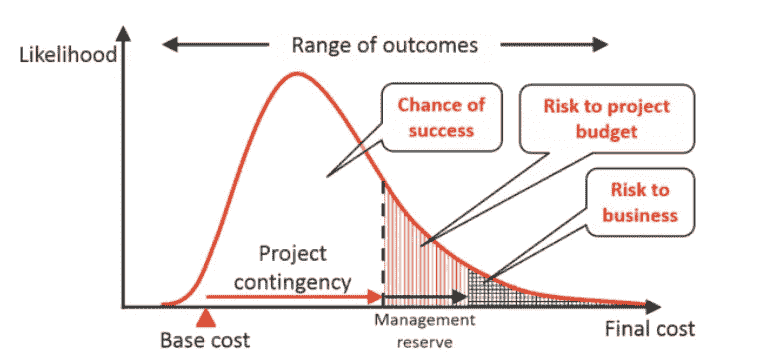 Likelihood
Range of outcomes
Chance of
success
Risk to project
budget
Risk to
business
Project
contingency
Management
reserve
Base cost
Final cost